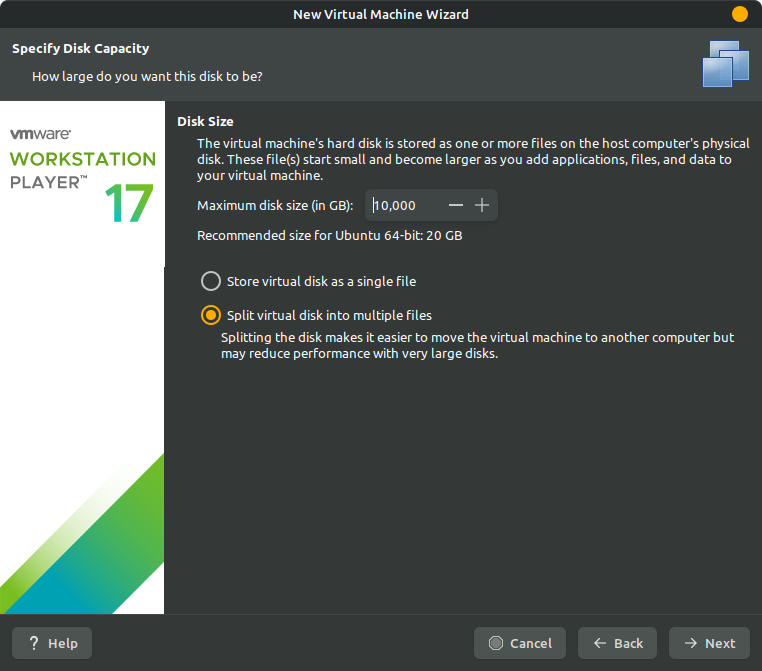 New Virtual Machine Wizard
Specify Disk Capacity
How large do you want this disk to be?
vmware®
WORKSTATION
PLAYER™
17
Disk Size
The virtual machine's hard disk is stored as one or more files on the host computer's physical
disk. These file(s) start small and become larger as you add applications, files, and data to
your virtual machine.
Maximum disk size (in GB): 10,000
Recommended size for Ubuntu 64-bit: 20 GB
Store virtual disk as a single file
Split virtual disk into multiple files
Splitting the disk makes it easier to move the virtual machine to another computer but
may reduce performance with very large disks.
? Help Cancel Back Next